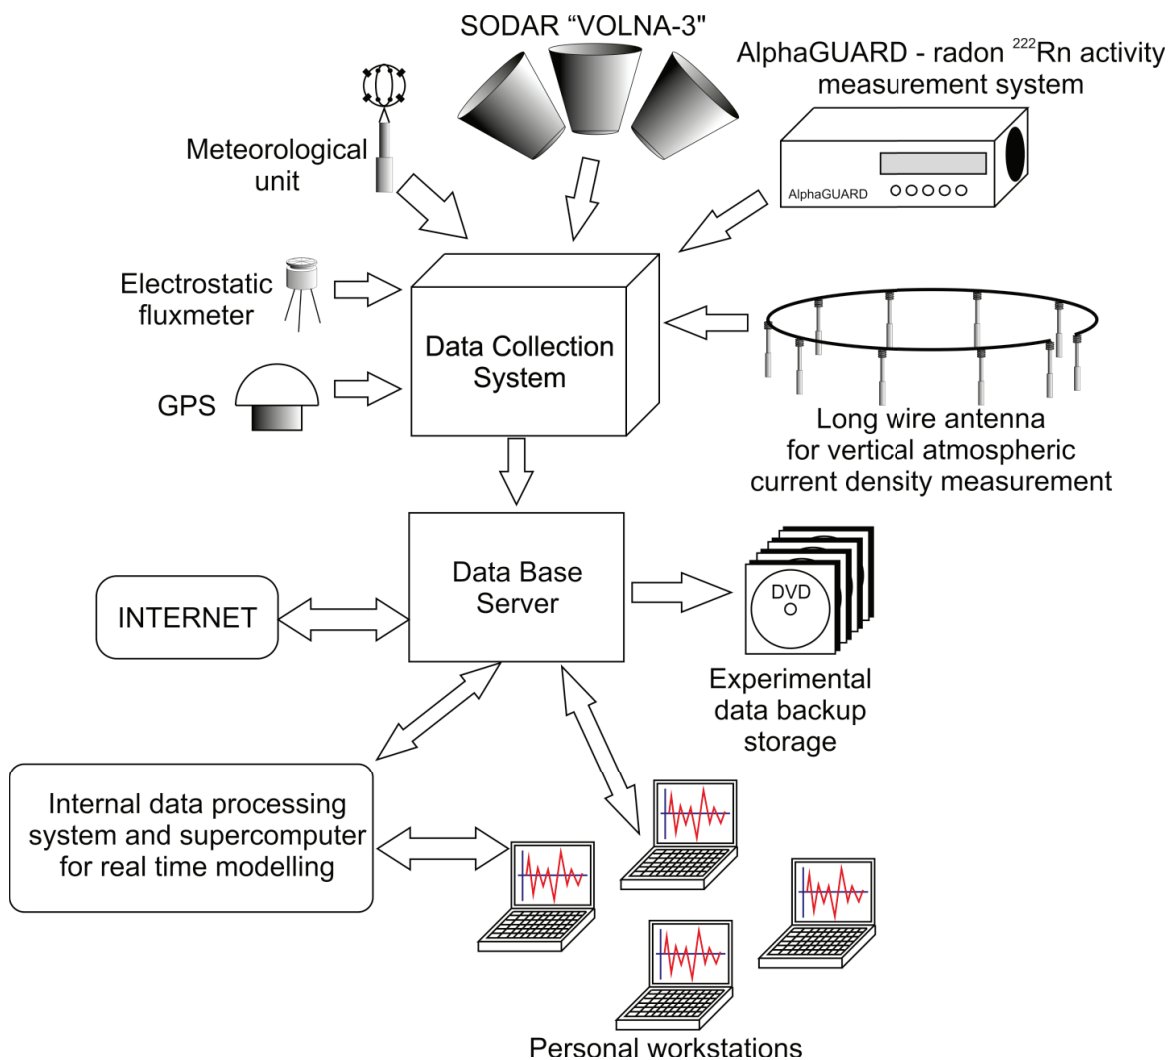 SODAR “VOLNA-3"
AlphaGUARD - radon ²²²Rn activity
measurement system
Meteorological
unit
AlphaGUARD
Electrostatic
fluxmeter
Data Collection
System
GPS
Long wire antenna
for vertical atmospheric
current density measurement
Data Base
Server
DVD
INTERNET
Experimental
data backup
storage
Internal data processing
system and supercomputer
for real time modelling
Personal workstations